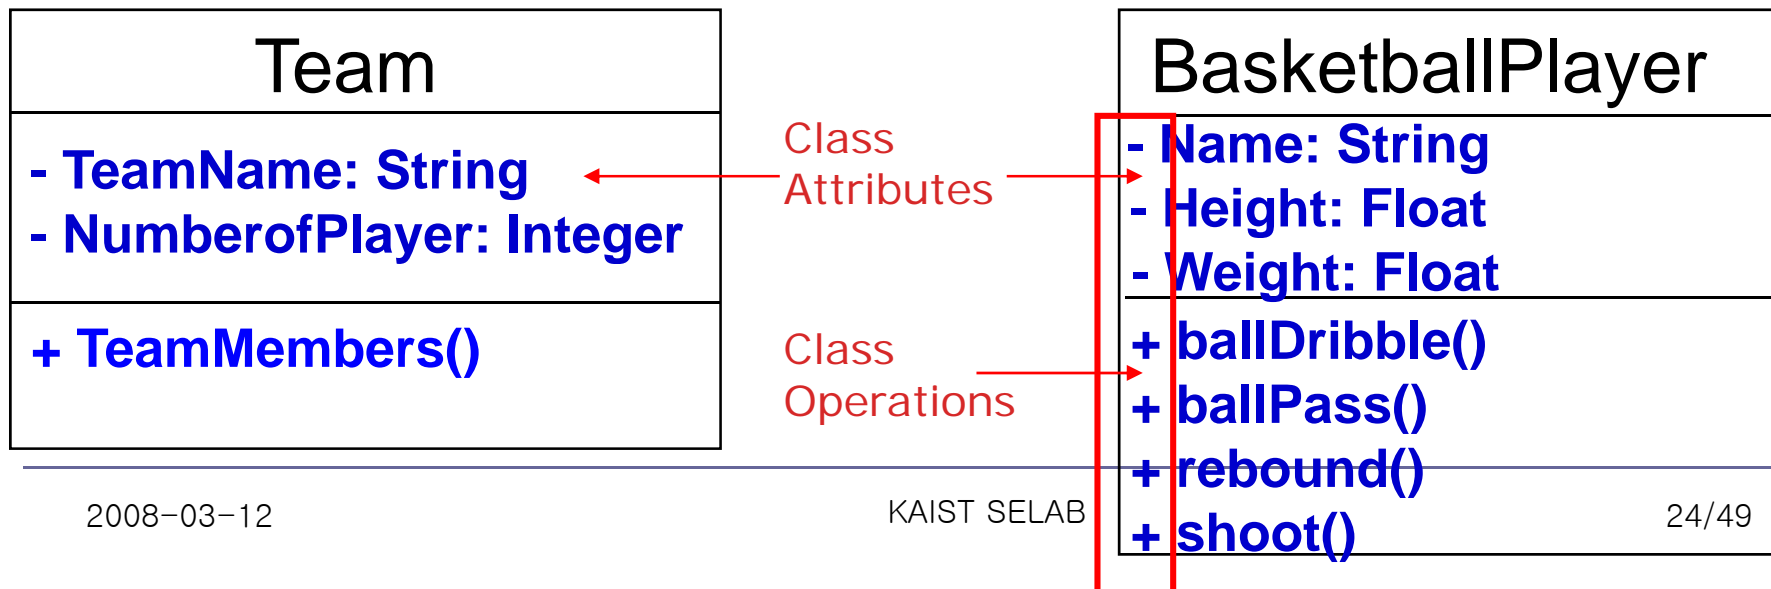 Team
- TeamName: String
- NumberofPlayer: Integer
+ TeamMembers()
Class
Attributes
Class
Operations
BasketballPlayer
- Name: String
- Height: Float
- Weight: Float
+ ballDribble()
+ ballPass()
+ rebound()
+ shoot()
2008-03-12
KAIST SELAB
24/49